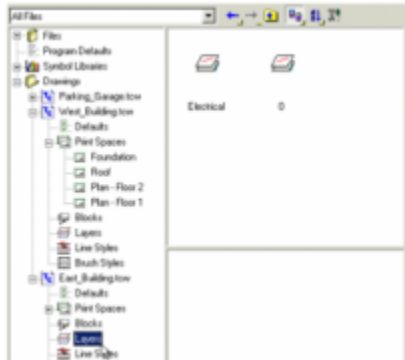 All Files
Files
Program Defaults
Symbol Libraries
Drawings
Parking_Garage.tcw
West_Building.tcw
Defaults
Print Spaces
Foundation
Roof
Plan - Floor 2
Plan - Floor 1
Blocks
Layers
Line Styles
Brush Styles
East_Building.tcw
Defaults
Print Spaces
Blocks
Layers
Line Styles
Electrical
0